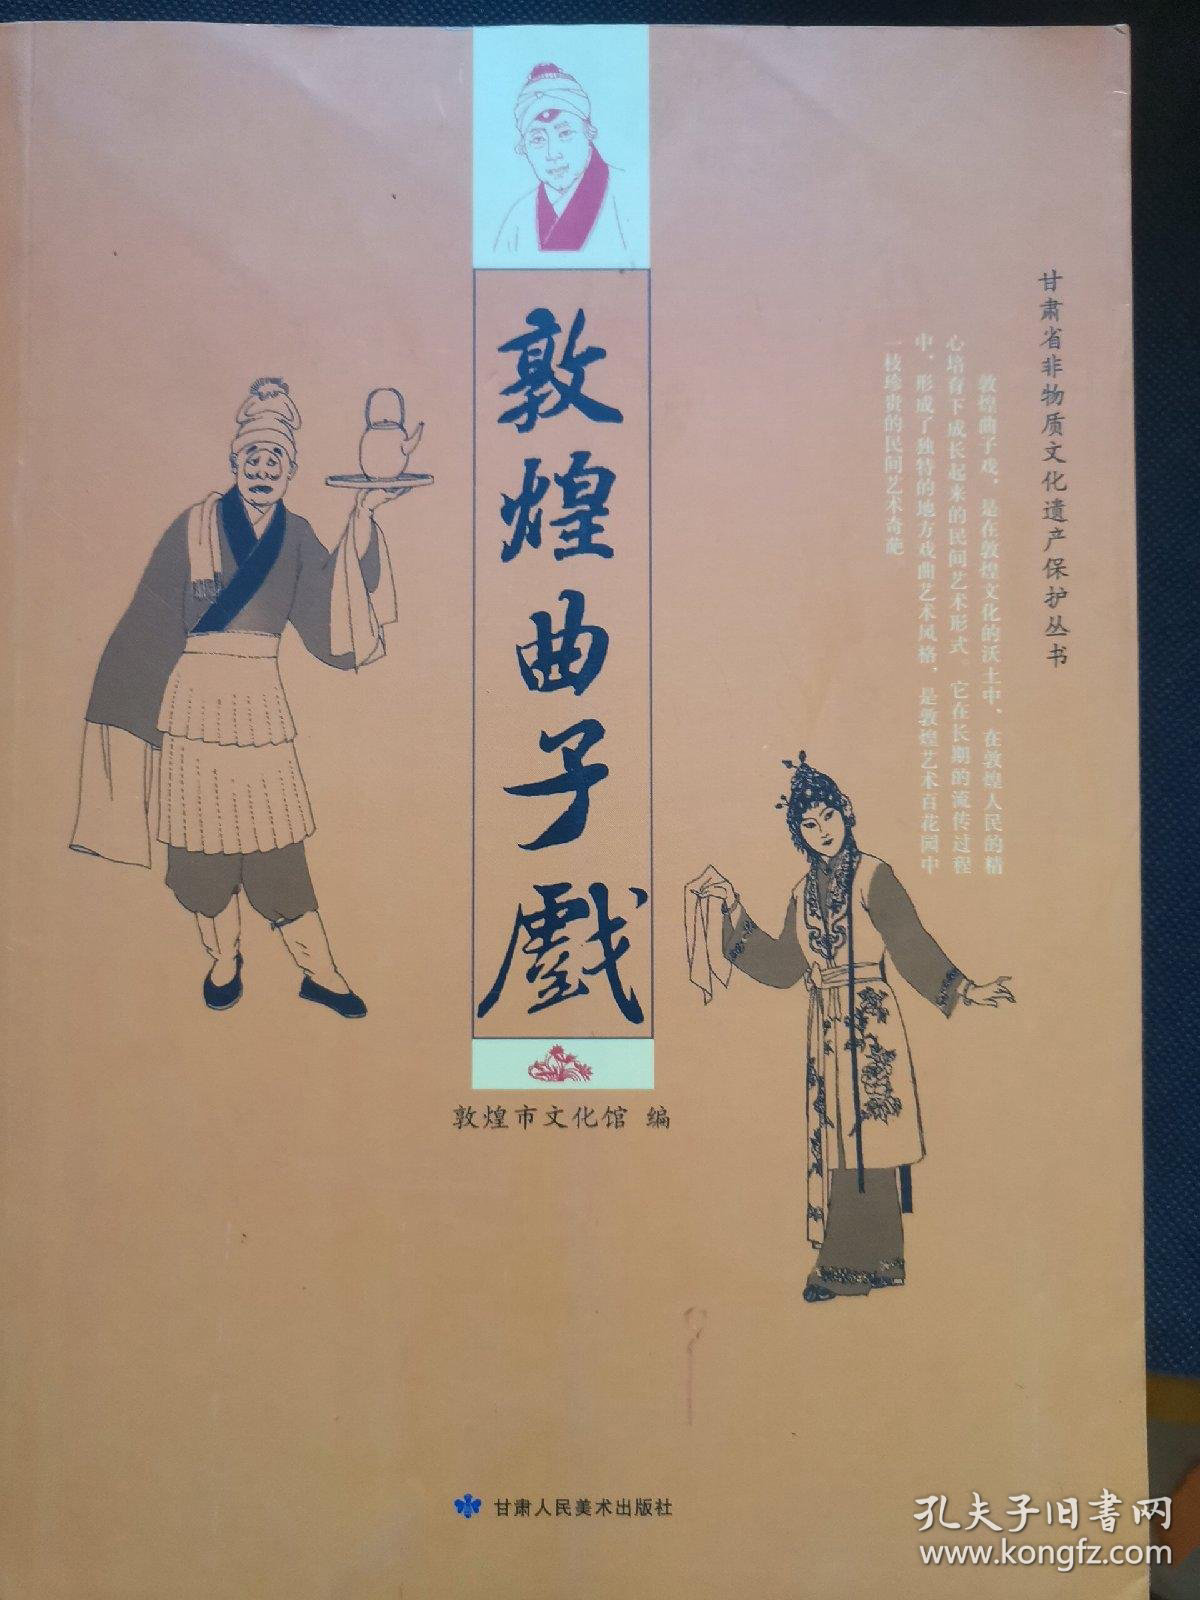 甘肃省非物质文化遗产保护丛书
敦煌曲子戏，是在敦煌文化的沃土中、在敦煌人民的精
心培育下成长起来的民间艺术形式。它在长期的流传过程
中，形成了独特的地方戏曲艺术风格，是敦煌艺术百花园中
一枝珍贵的民间艺术奇葩
敦煌曲子戲
敦煌市文化馆 编
甘肃人民美术出版社
孔夫子旧書网
www.kongfz.com